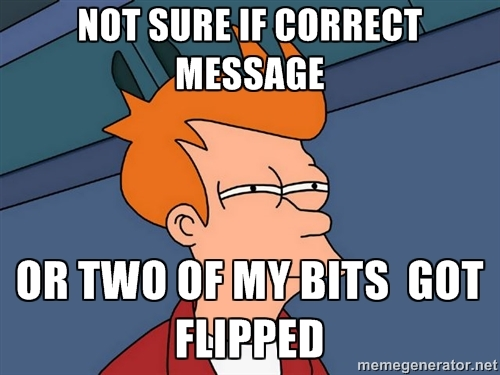 NOT SURE IF CORRECT
MESSAGE
OR TWO OF MY BITS GOT
FLIPPED
memegenerator.net